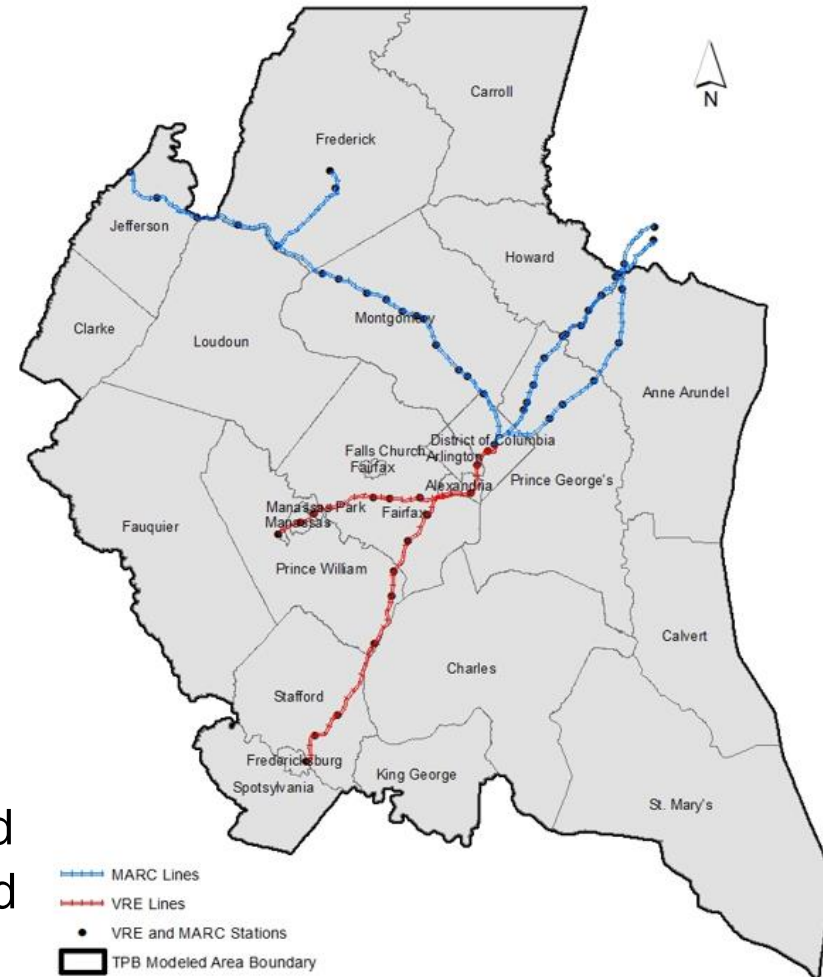 Carroll
N
Frederick
Jefferson
Howard
Clarke
Loudoun
Montgomery
Anne Arundel
District of Columbia
Falls Church
Arlington
Fairfax
Prince George's
Alexandria
Manassas Park
Fairfax
Manassas
Fauquier
Prince William
Calvert
Charles
Stafford
Fredericksburg
King George
Spotsylvania
St. Mary's
d
d
MARC Lines
VRE Lines
VRE and MARC Stations
TPB Modeled Area Boundary